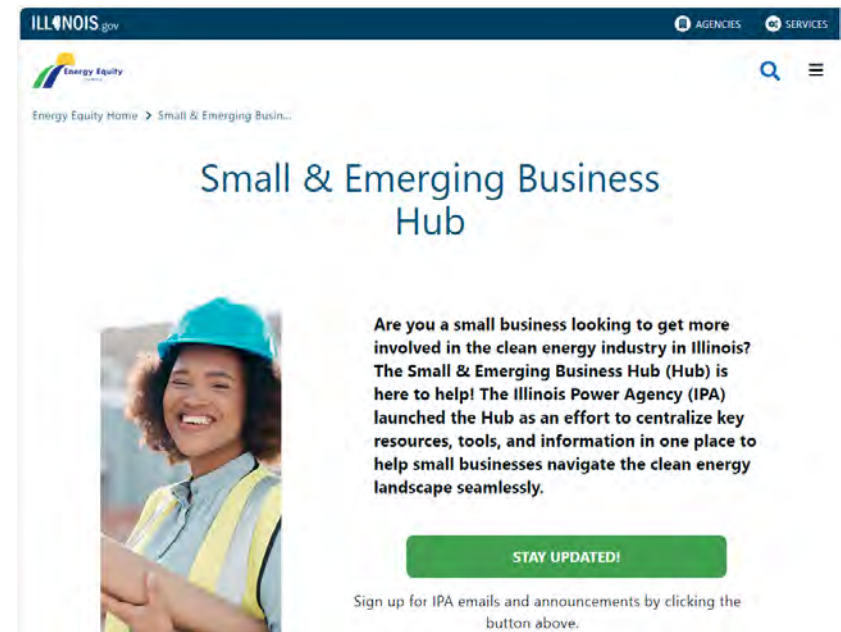 ILLINOIS.gov
AGENCIES
SERVICES
Energy Equity
Energy Equity Home > Small & Emerging Busin...
Small & Emerging Business
Hub
Are you a small business looking to get more
involved in the clean energy industry in Illinois?
The Small & Emerging Business Hub (Hub) is
here to help! The Illinois Power Agency (IPA)
launched the Hub as an effort to centralize key
resources, tools, and information in one place to
help small businesses navigate the clean energy
landscape seamlessly.
STAY UPDATED!
Sign up for IPA emails and announcements by clicking the
button above.